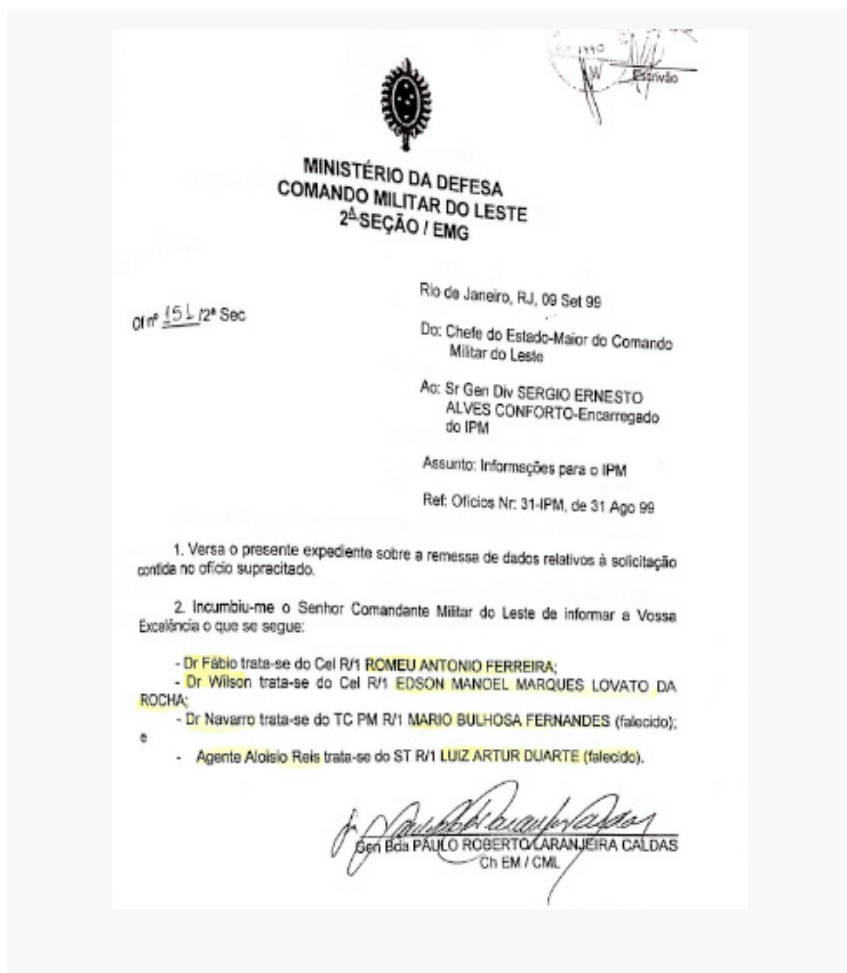 1990
Escrivão
MINISTÉRIO DA DEFESA
COMANDO MILITAR DO LESTE
2ª SEÇÃO / EMG
Rio de Janeiro, RJ, 09 Set 99
Of nº 151 /2ª Sec
Do: Chefe do Estado-Maior do Comando
Militar do Leste
Ao: Sr Gen Div SERGIO ERNESTO
ALVES CONFORTO-Encarregado
do IPM
Assunto: Informações para o IPM
Ref: Ofícios Nr: 31-IPM, de 31 Ago 99
1. Versa o presente expediente sobre a remessa de dados relativos à solicitação
contida no ofício supracitado.
2. Incumbiu-me o Senhor Comandante Militar do Leste de informar a Vossa
Excelência o que se segue:
- Dr Fábio trata-se do Cel R/1 ROMEU ANTONIO FERREIRA;
- Dr Wilson trata-se do Cel R/1 EDSON MANOEL MARQUES LOVATO DA
ROCHA;
- Dr Navarro trata-se do TC PM R/1 MARIO BULHOSA FERNANDES (falecido);
e
- Agente Aloisio Reis trata-se do ST R/1 LUIZ ARTUR DUARTE (falecido).
Gen Bda PAULO ROBERTO LARANJEIRA CALDAS
Ch EM / CML